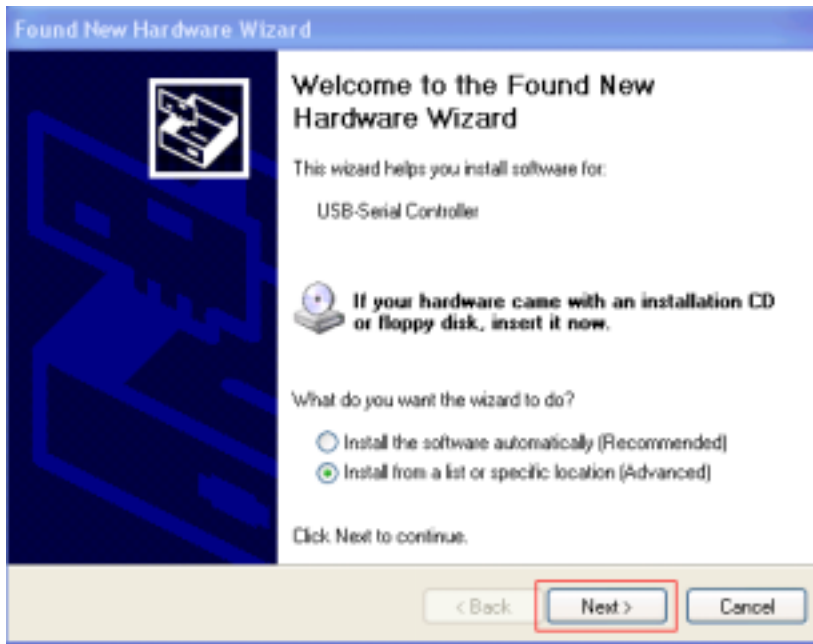 Found New Hardware Wizard
Welcome to the Found New
Hardware Wizard
This wizard helps you install software for:
USB-Serial Controller
If your hardware came with an installation CD
or floppy disk, insert it now.
What do you want the wizard to do?
Install the software automatically (Recommended)
Install from a list or specific location (Advanced)
Click Next to continue.
< Back
Next >
Cancel